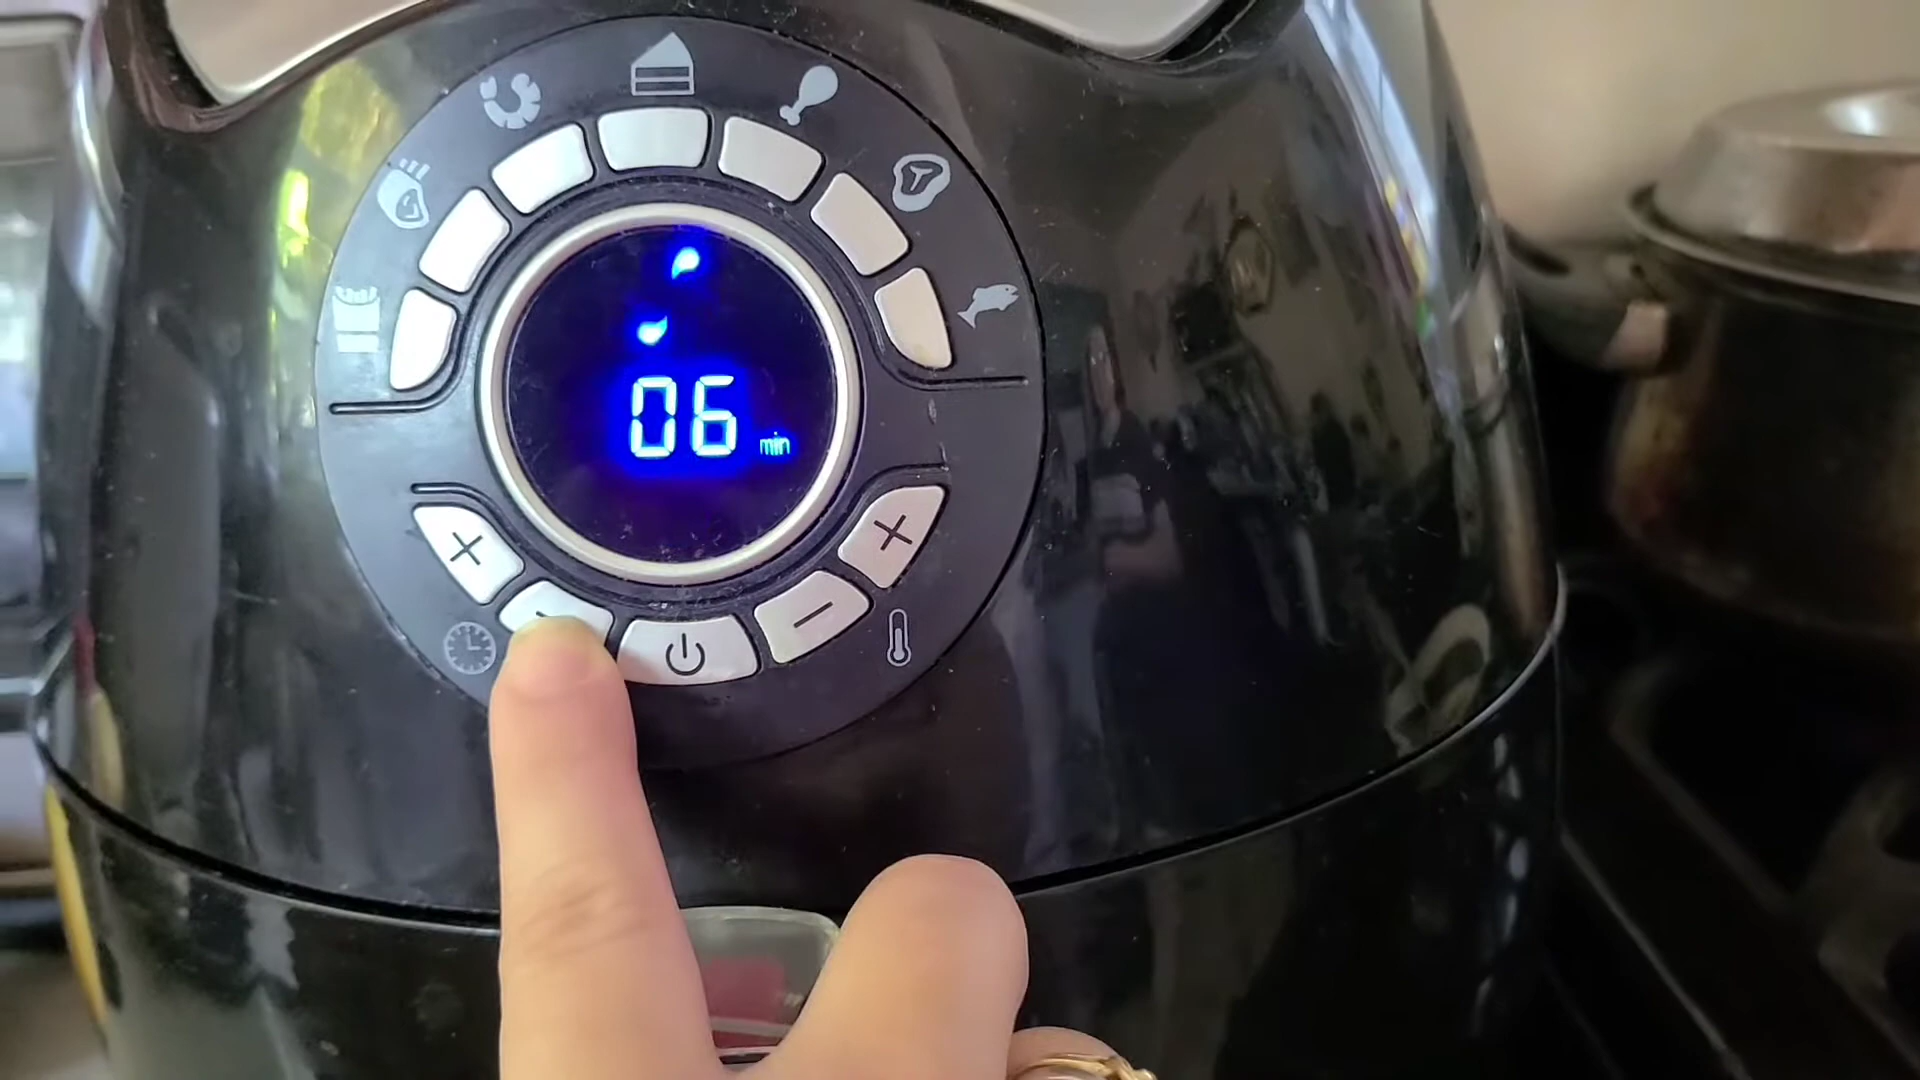 06 min
+ +
−